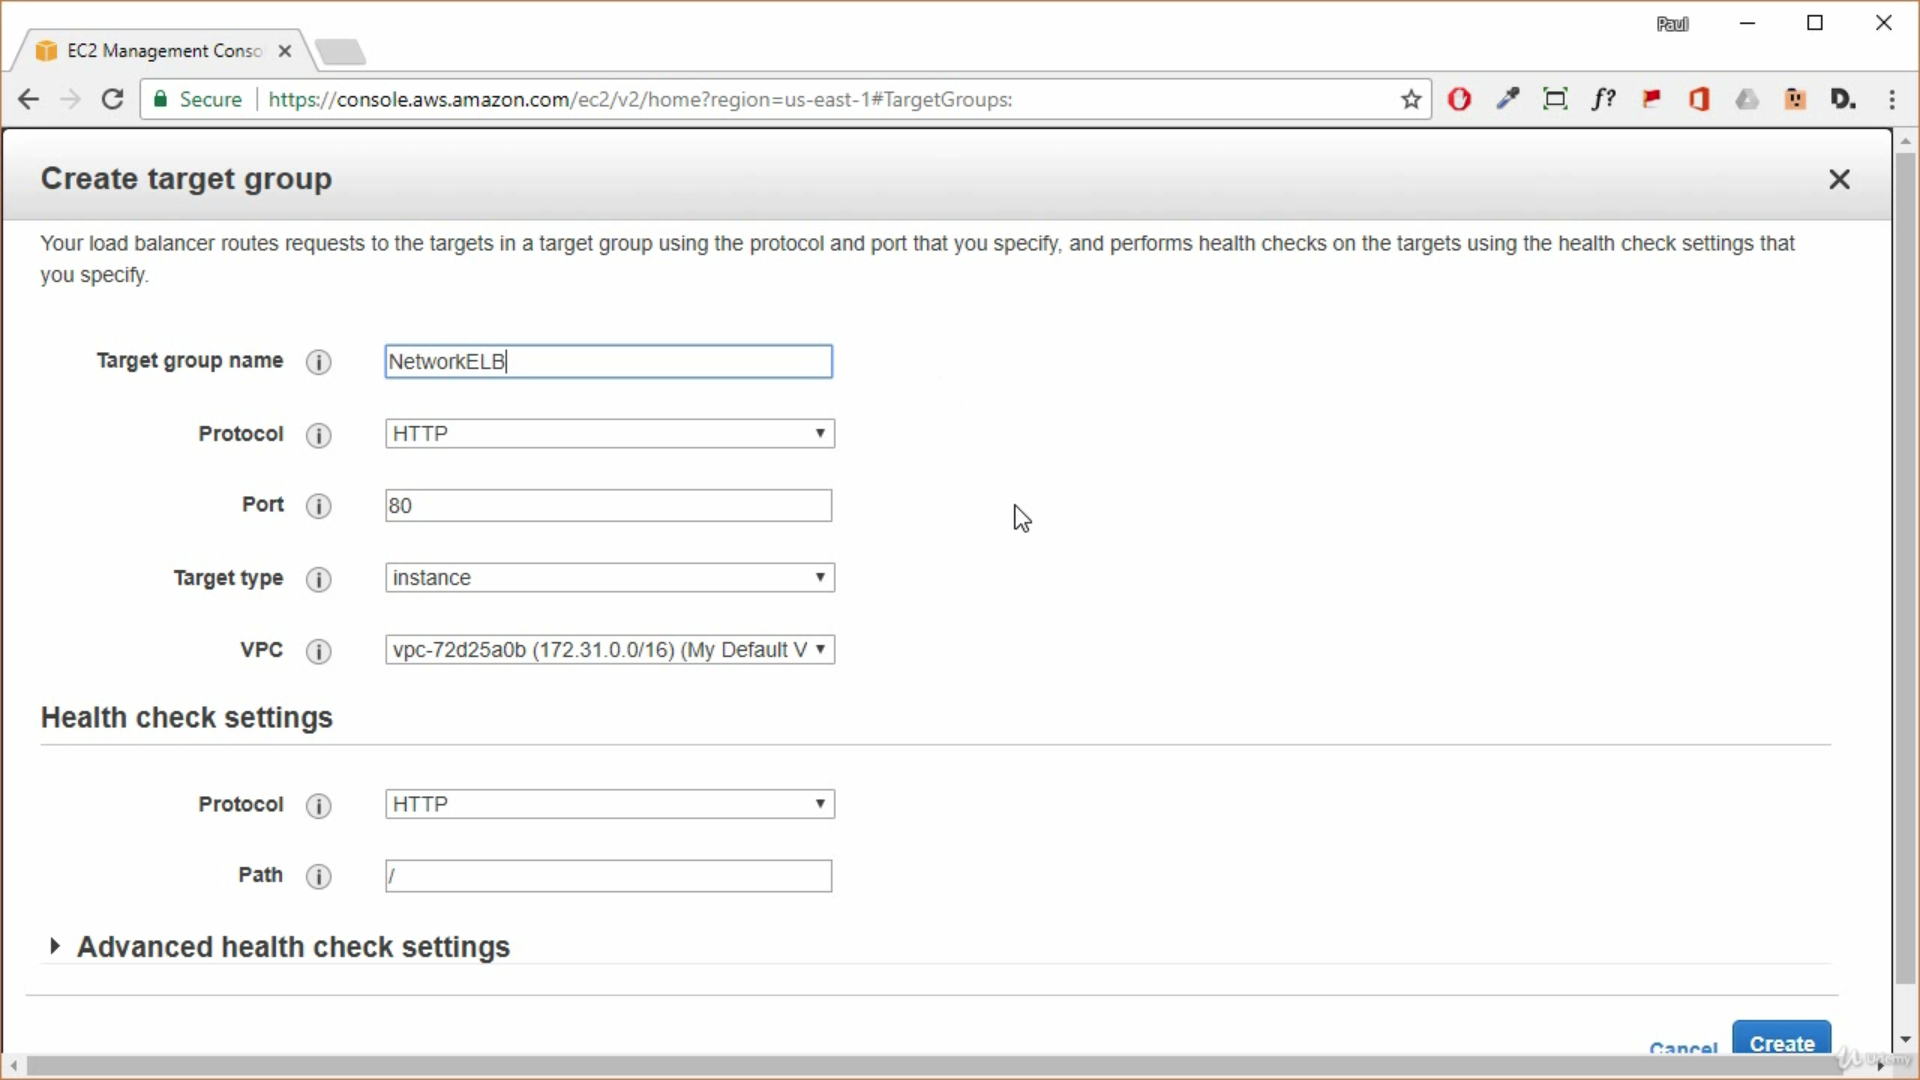 Paul
EC2 Management Conso
Secure
https://console.aws.amazon.com/ec2/v2/home?region=us-east-1#TargetGroups:
f?
D.
Create target group
Your load balancer routes requests to the targets in a target group using the protocol and port that you specify, and performs health checks on the targets using the health check settings that
you specify.
Target group name i NetworkELB
Protocol i HTTP
Port i 80
Target type i instance
VPC i vpc-72d25a0b (172.31.0.0/16) (My Default V
Health check settings
Protocol i HTTP
Path i /
Advanced health check settings
Cancel Create
Udemy